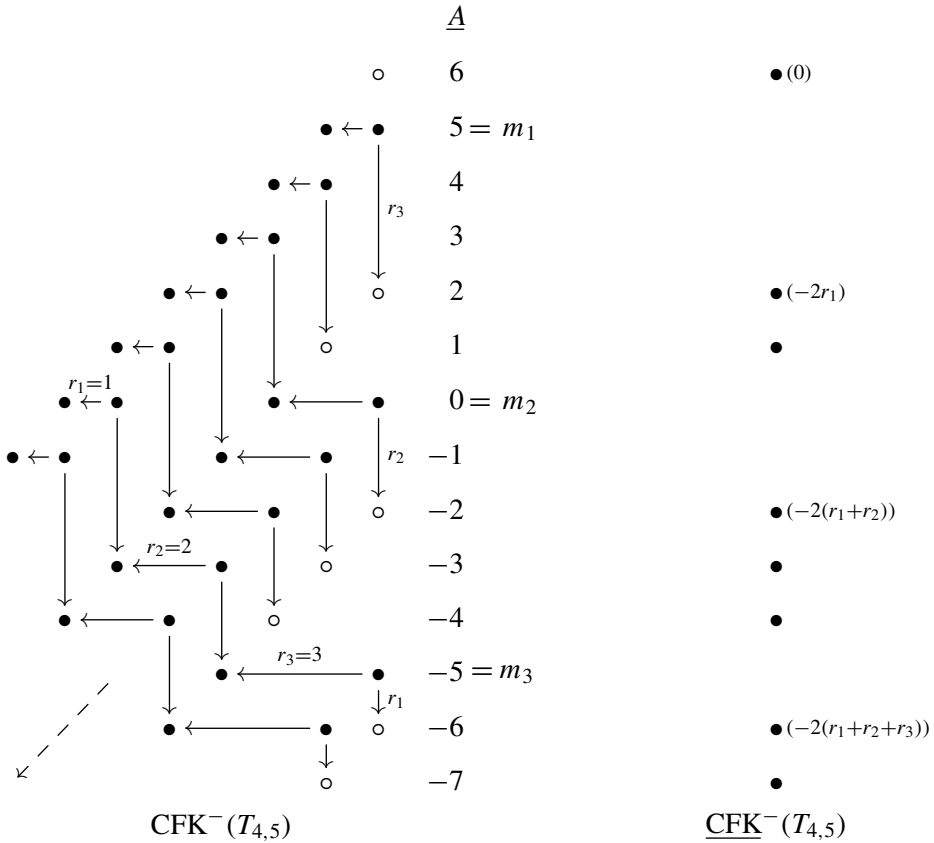 A
6 (0)
5 = m₁
4
r₃
3
2 (−2r₁)
1
r₁=1
0 = m₂
−1
r₂
−2 (−2(r₁+r₂))
r₂=2
−3
−4
r₃=3
−5 = m₃
r₁
−6 (−2(r₁+r₂+r₃))
−7
CFK⁻(T₄,₅) CFK⁻(T₄,₅)